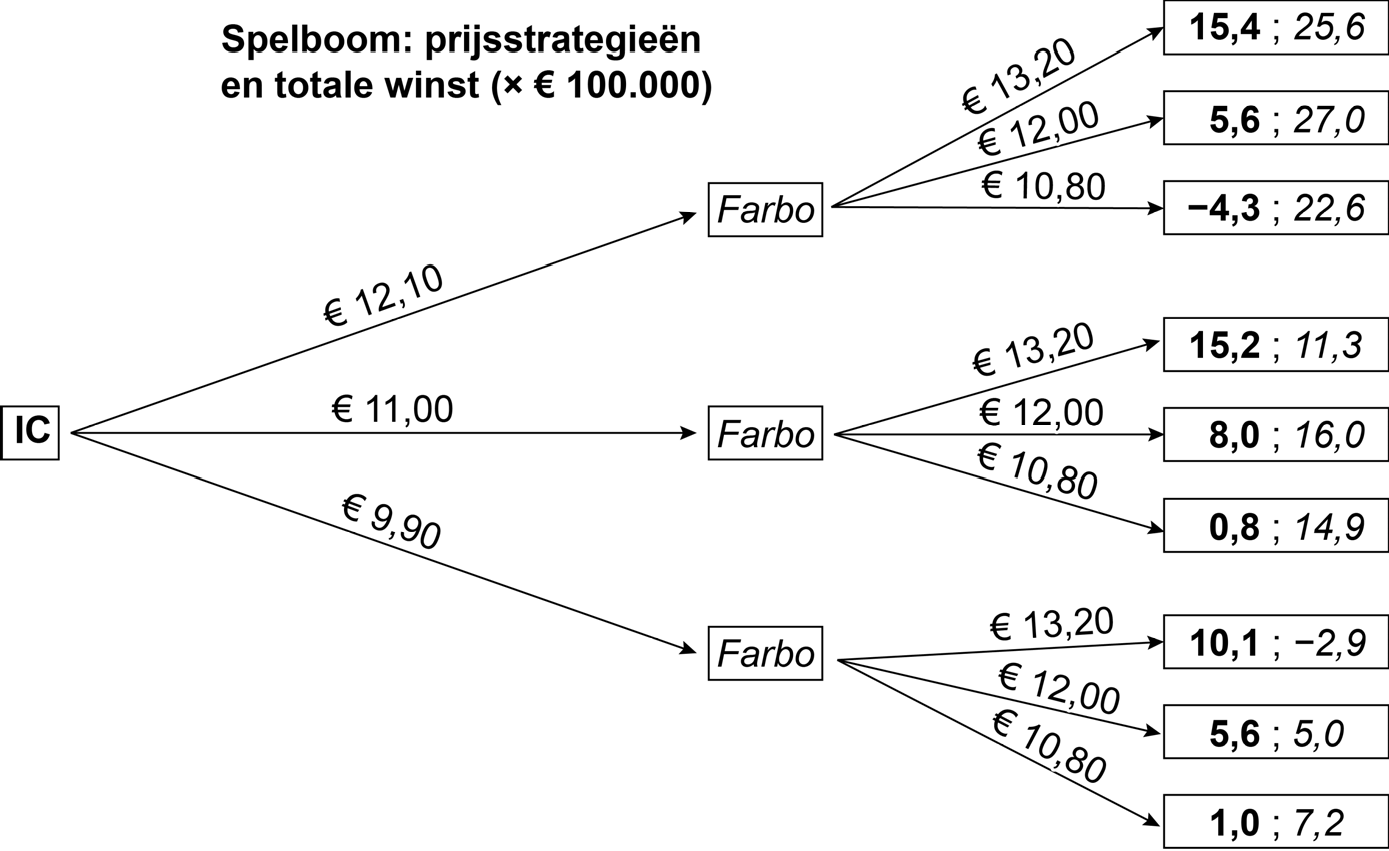 Spelboom: prijsstrategieën
en totale winst (× € 100.000)
IC
€ 12,10
Farbo
€ 13,20
15,4 ; 25,6
€ 12,00
5,6 ; 27,0
€ 10,80
−4,3 ; 22,6
€ 11,00
Farbo
€ 13,20
15,2 ; 11,3
€ 12,00
8,0 ; 16,0
€ 10,80
0,8 ; 14,9
€ 9,90
Farbo
€ 13,20
10,1 ; −2,9
€ 12,00
5,6 ; 5,0
€ 10,80
1,0 ; 7,2